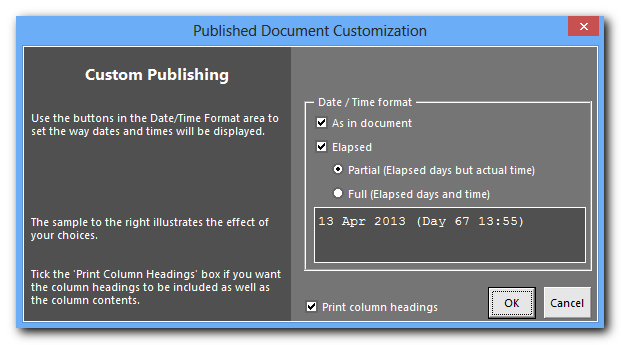 Published Document Customization
Custom Publishing
Use the buttons in the Date/Time Format area to
set the way dates and times will be displayed.
The sample to the right illustrates the effect of
your choices.
Tick the 'Print Column Headings' box if you want
the column headings to be included as well as
the column contents.
Date / Time format
As in document
Elapsed
Partial (Elapsed days but actual time)
Full (Elapsed days and time)
13 Apr 2013 (Day 67 13:55)
Print column headings
OK
Cancel